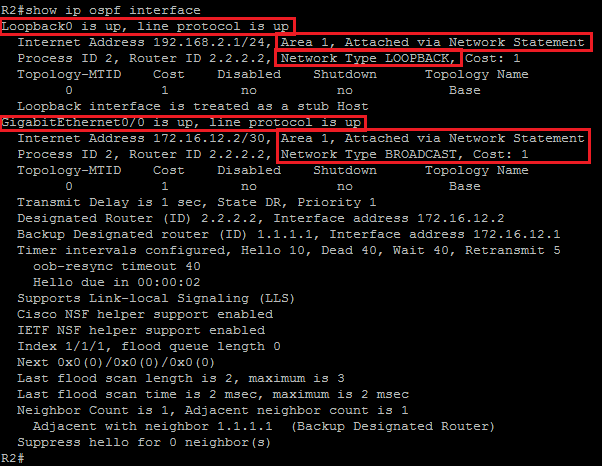 R2#show ip ospf interface
Loopback0 is up, line protocol is up
Internet Address 192.168.2.1/24, Area 1, Attached via Network Statement
Process ID 2, Router ID 2.2.2.2, Network Type LOOPBACK, Cost: 1
Topology-MTID Cost Disabled Shutdown Topology Name
0 1 no no Base
Loopback interface is treated as a stub Host
GigabitEthernet0/0 is up, line protocol is up
Internet Address 172.16.12.2/30, Area 1, Attached via Network Statement
Process ID 2, Router ID 2.2.2.2, Network Type BROADCAST, Cost: 1
Topology-MTID Cost Disabled Shutdown Topology Name
0 1 no no Base
Transmit Delay is 1 sec, State DR, Priority 1
Designated Router (ID) 2.2.2.2, Interface address 172.16.12.2
Backup Designated router (ID) 1.1.1.1, Interface address 172.16.12.1
Timer intervals configured, Hello 10, Dead 40, Wait 40, Retransmit 5
oob-resync timeout 40
Hello due in 00:00:02
Supports Link-local Signaling (LLS)
Cisco NSF helper support enabled
IETF NSF helper support enabled
Index 1/1/1, flood queue length 0
Next 0x0(0)/0x0(0)/0x0(0)
Last flood scan length is 2, maximum is 3
Last flood scan time is 2 msec, maximum is 2 msec
Neighbor Count is 1, Adjacent neighbor count is 1
Adjacent with neighbor 1.1.1.1 (Backup Designated Router)
Suppress hello for 0 neighbor(s)
R2#